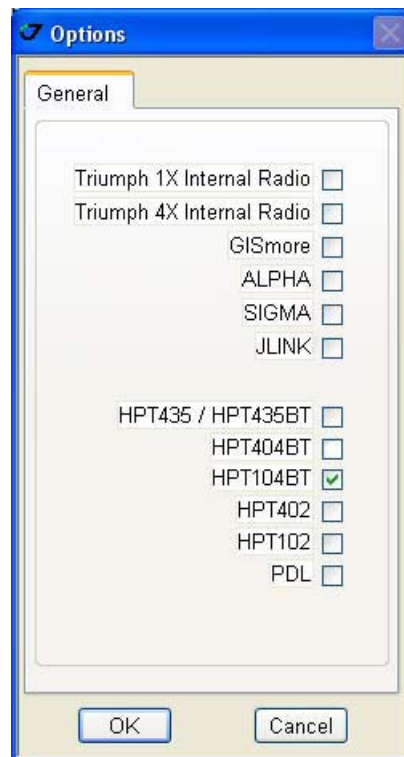 Options
General
Triumph 1X Internal Radio
Triumph 4X Internal Radio
GISmore
ALPHA
SIGMA
JLINK
HPT435 / HPT435BT
HPT404BT
HPT104BT
HPT402
HPT102
PDL
OK Cancel